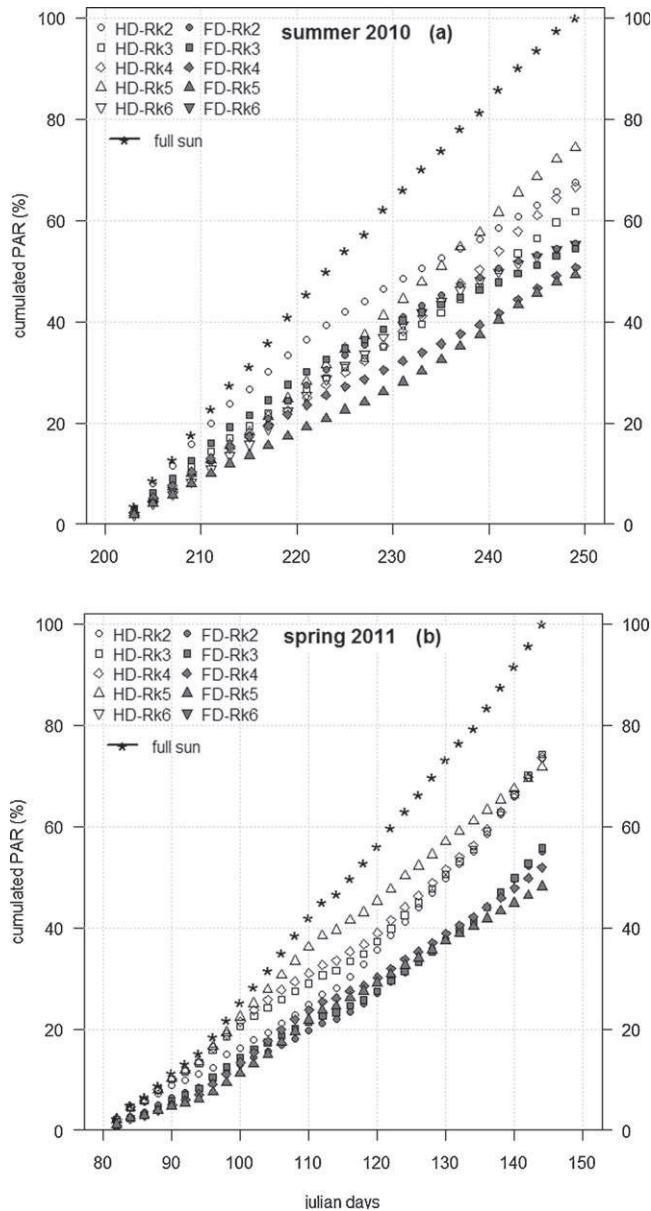 summer 2010 (a)
HD-Rk2 FD-Rk2
HD-Rk3 FD-Rk3
HD-Rk4 FD-Rk4
HD-Rk5 FD-Rk5
HD-Rk6 FD-Rk6
full sun
cumulated PAR (%)
100 100
80 80
60 60
40 40
20 20
0 0
200 210 220 230 240 250
spring 2011 (b)
HD-Rk2 FD-Rk2
HD-Rk3 FD-Rk3
HD-Rk4 FD-Rk4
HD-Rk5 FD-Rk5
HD-Rk6 FD-Rk6
full sun
cumulated PAR (%)
100 100
80 80
60 60
40 40
20 20
0 0
80 90 100 110 120 130 140 150
julian days